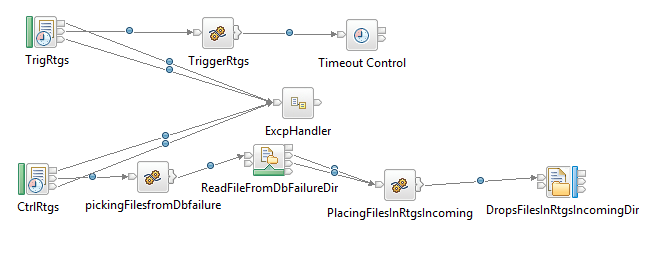 TrigRtgs
TriggerRtgs
Timeout Control
ExcpHandler
CtrlRtgs
pickingFilesfromDbfailure
ReadFileFromDbFailureDir
PlacingFilesInRtgsIncoming
DropsFilesInRtgsIncomingDir